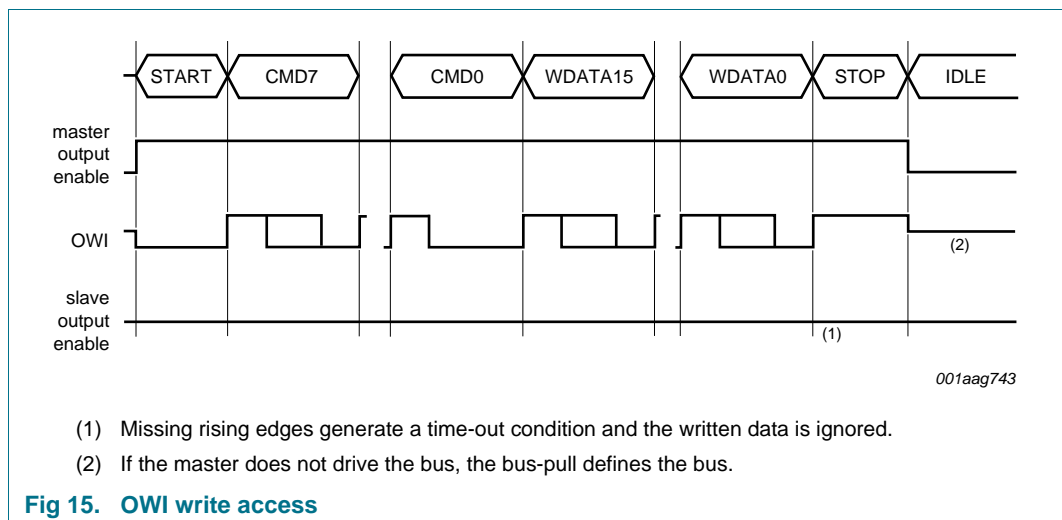 START CMD7 CMD0 WDATA15 WDATA0 STOP IDLE
master
output
enable
OWI
(2)
slave
output
enable
(1)
001aag743
(1) Missing rising edges generate a time-out condition and the written data is ignored.
(2) If the master does not drive the bus, the bus-pull defines the bus.
Fig 15. OWI write access